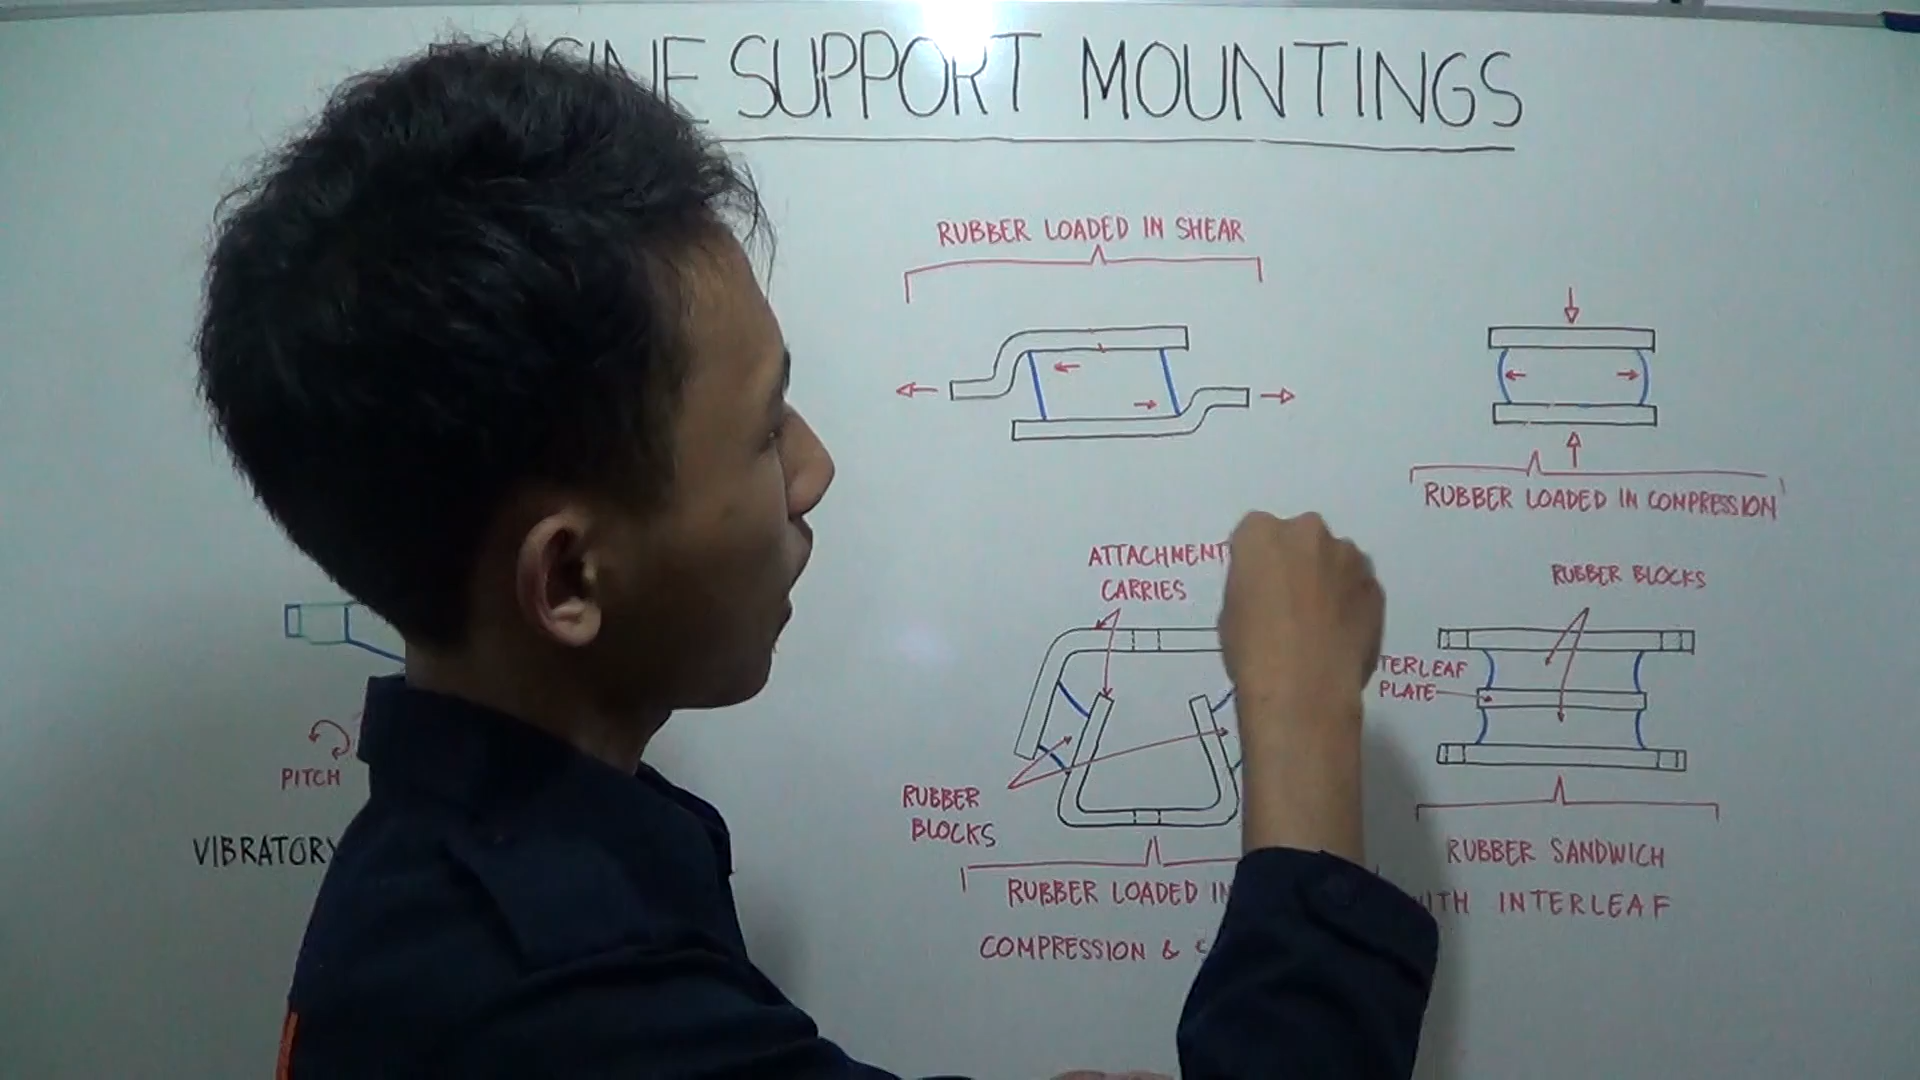 SUPPORT MOUNTINGS
RUBBER LOADED IN SHEAR
RUBBER LOADED IN CONPRESSION
ATTACHMENT
CARRIES
RUBBER BLOCKS
PLATE
RUBBER
BLOCKS
PITCH
VIBRATORY
RUBBER LOADED IN
COMPRESSION &
RUBBER SANDWICH
INTERLEAF